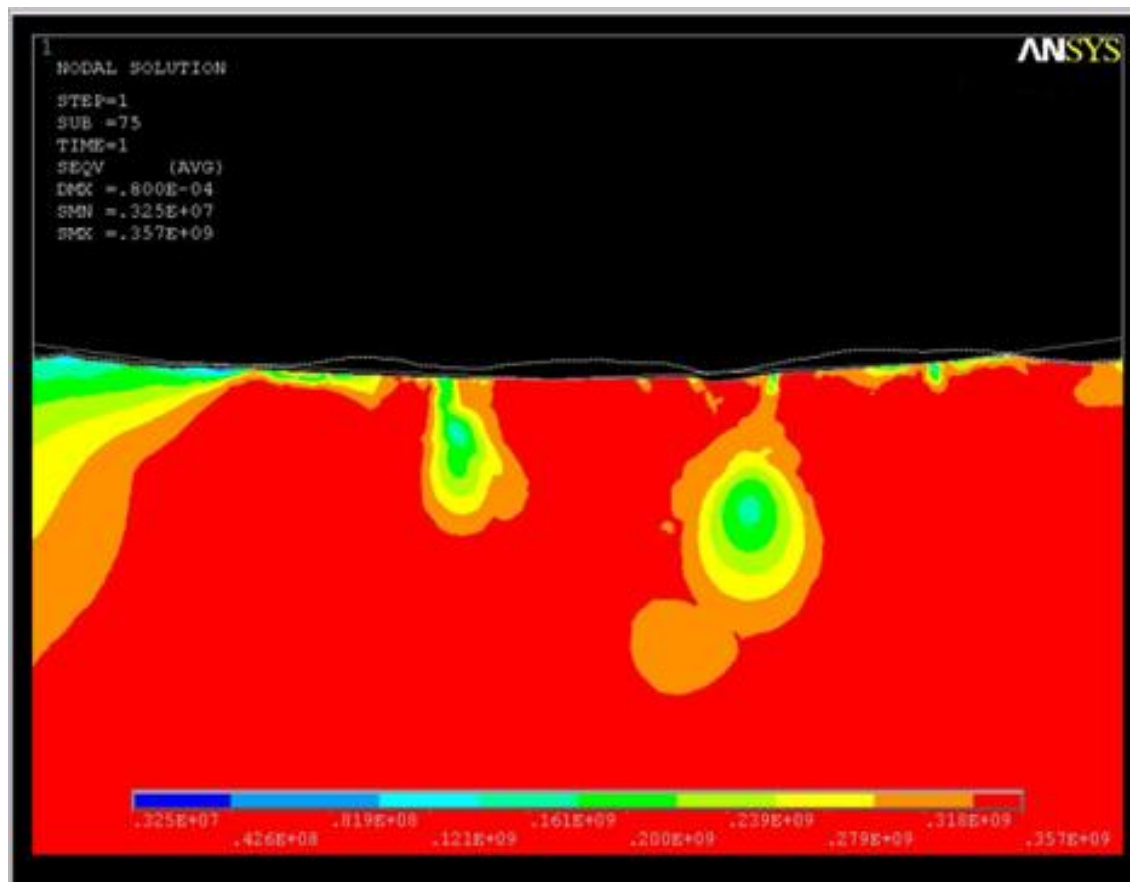 1
ANSYS
NODAL SOLUTION
STEP=1
SUB =75
TIME=1
SEQV (AVG)
DMX =.800E-04
SMN =.325E+07
SMX =.357E+09
.325E+07 .819E+08 .161E+09 .239E+09 .318E+09
.426E+08 .121E+09 .200E+09 .279E+09 .357E+09